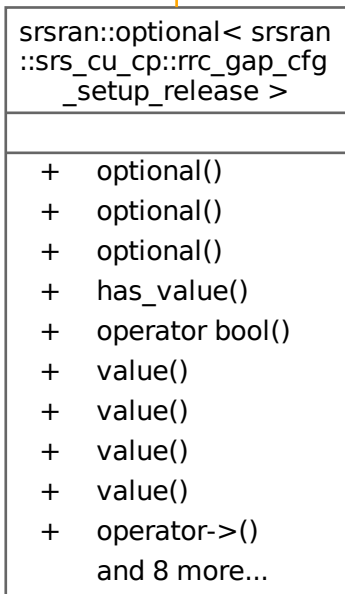 srsran::optional< srsran
::srs_cu_cp::rrc_gap_cfg
_setup_release >
+ optional()
+ optional()
+ optional()
+ has_value()
+ operator bool()
+ value()
+ value()
+ value()
+ value()
+ operator->()
and 8 more...